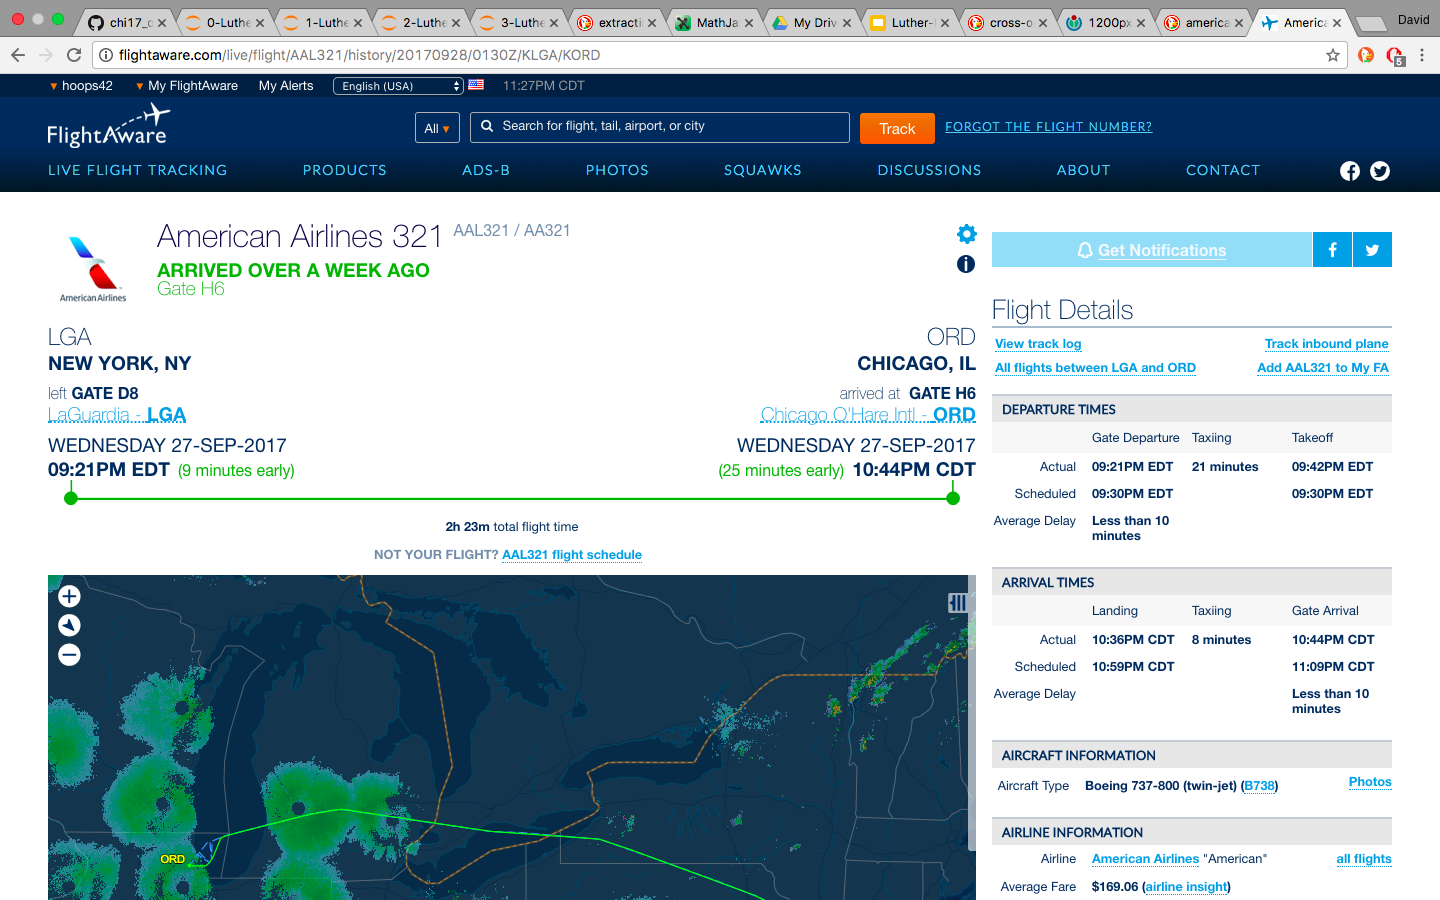 chi17_c
0-Luthe
1-Luthe
2-Luthe
3-Luthe
extracti
MathJa
My Driv
Luther-
cross-o
1200px
america
America
David
flightaware.com/live/flight/AAL321/history/20170928/0130Z/KLGA/KORD
5
hoops42 My FlightAware My Alerts English (USA) 11:27PM CDT
FlightAware
All Search for flight, tail, airport, or city Track FORGOT THE FLIGHT NUMBER?
LIVE FLIGHT TRACKING PRODUCTS ADS-B PHOTOS SQUAWKS DISCUSSIONS ABOUT CONTACT
American Airlines
American Airlines 321 AAL321 / AA321
ARRIVED OVER A WEEK AGO
Gate H6
LGA
NEW YORK, NY
left GATE D8
LaGuardia - LGA
WEDNESDAY 27-SEP-2017
09:21PM EDT (9 minutes early)
ORD
CHICAGO, IL
arrived at GATE H6
Chicago O'Hare Intl - ORD
WEDNESDAY 27-SEP-2017
(25 minutes early) 10:44PM CDT
2h 23m total flight time
NOT YOUR FLIGHT? AAL321 flight schedule
ORD
Get Notifications
Flight Details
View track log Track inbound plane
All flights between LGA and ORD Add AAL321 to My FA
DEPARTURE TIMES
Gate Departure Taxiing Takeoff
Actual 09:21PM EDT 21 minutes 09:42PM EDT
Scheduled 09:30PM EDT 09:30PM EDT
Average Delay Less than 10
minutes
ARRIVAL TIMES
Landing Taxiing Gate Arrival
Actual 10:36PM CDT 8 minutes 10:44PM CDT
Scheduled 10:59PM CDT 11:09PM CDT
Average Delay Less than 10
minutes
AIRCRAFT INFORMATION
Aircraft Type Boeing 737-800 (twin-jet) (B738) Photos
AIRLINE INFORMATION
Airline American Airlines "American" all flights
Average Fare $169.06 (airline insight)